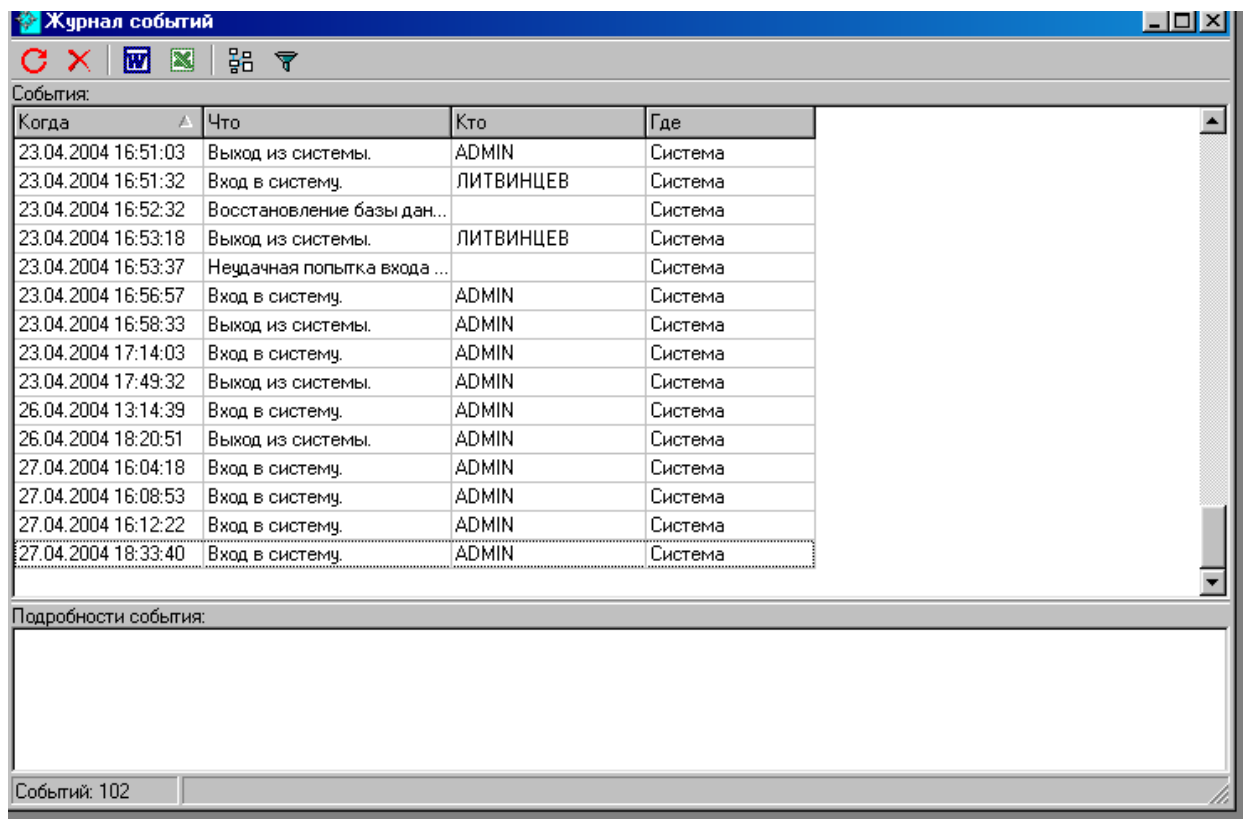 Журнал событий
События:
Когда Что Кто Где
23.04.2004 16:51:03 Выход из системы. ADMIN Система
23.04.2004 16:51:32 Вход в систему. ЛИТВИНЦЕВ Система
23.04.2004 16:52:32 Восстановление базы дан... Система
23.04.2004 16:53:18 Выход из системы. ЛИТВИНЦЕВ Система
23.04.2004 16:53:37 Неудачная попытка входа ... Система
23.04.2004 16:56:57 Вход в систему. ADMIN Система
23.04.2004 16:58:33 Выход из системы. ADMIN Система
23.04.2004 17:14:03 Вход в систему. ADMIN Система
23.04.2004 17:49:32 Выход из системы. ADMIN Система
26.04.2004 13:14:39 Вход в систему. ADMIN Система
26.04.2004 18:20:51 Выход из системы. ADMIN Система
27.04.2004 16:04:18 Вход в систему. ADMIN Система
27.04.2004 16:08:53 Вход в систему. ADMIN Система
27.04.2004 16:12:22 Вход в систему. ADMIN Система
27.04.2004 18:33:40 Вход в систему. ADMIN Система
Подробности события:
Событий: 102